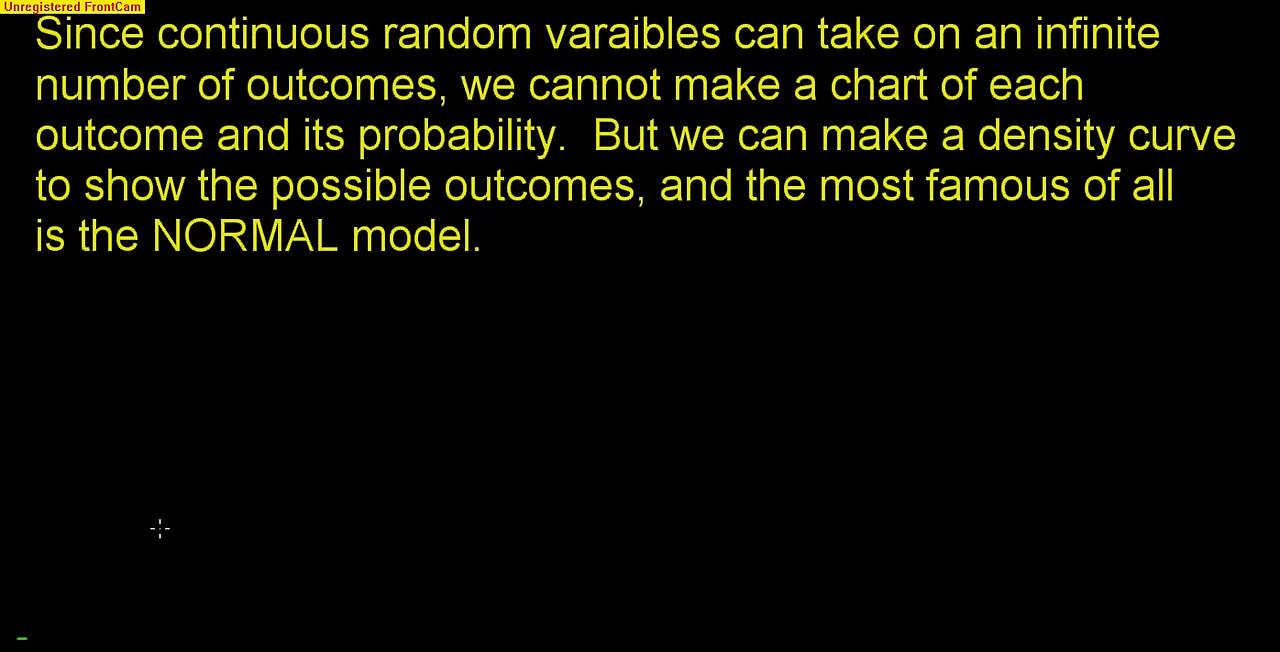 Unregistered FrontCam
Since continuous random varaibles can take on an infinite
number of outcomes, we cannot make a chart of each
outcome and its probability.  But we can make a density curve
to show the possible outcomes, and the most famous of all
is the NORMAL model.